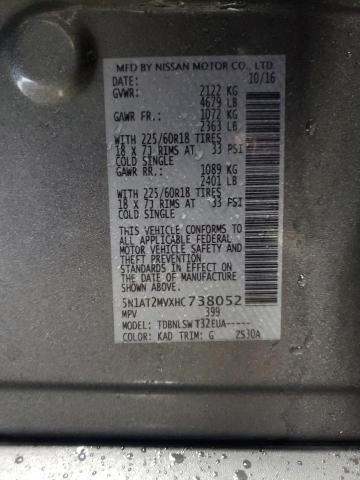 MFD BY NISSAN MOTOR CO., LTD.
DATE: 10/16
GVWR: 2122 KG
4679 LB
GAWR FR.: 1072 KG
2363 LB
WITH 225/60R18 TIRES
18 X 7J RIMS AT 33 PSI
COLD SINGLE
GAWR RR.: 1089 KG
2401 LB
WITH 225/60R18 TIRES
18 X 7J RIMS AT 33 PSI
COLD SINGLE
THIS VEHICLE CONFORMS TO ALL
APPLICABLE FEDERAL
MOTOR VEHICLE SAFETY AND
THEFT PREVENTION
STANDARDS IN EFFECT ON THE
DATE OF MANUFACTURE
SHOWN ABOVE.
5N1AT2MVXHC738052
MPV 399
MODEL: TDBNLSW T32EUA-----
COLOR: KAD TRIM: G 2530A